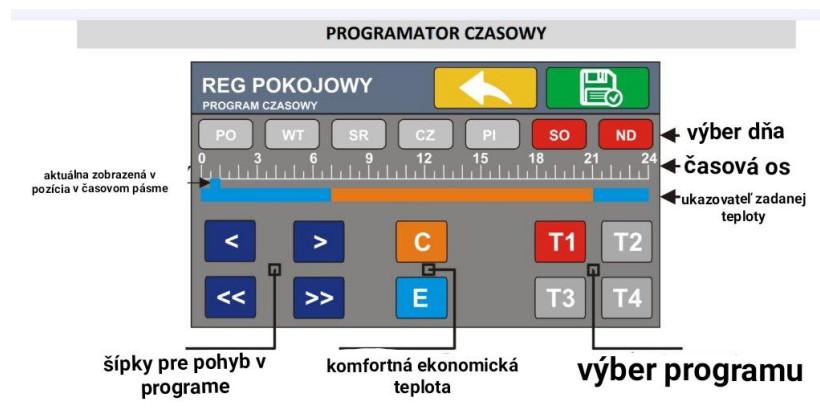 PROGRAMATOR CZASOWY
REG POKOJOWY
PROGRAM CZASOWY
PO WT SR CZ PI SO ND
výber dňa
0 3 6 9 12 15 18 21 24
časová os
aktuálna zobrazená v
pozícia v časovom pásme
ukazovateľ zadanej
teploty
< > C T1 T2
<< >> E T3 T4
šípky pre pohyb v
programe
komfortná ekonomická
teplota
výber programu